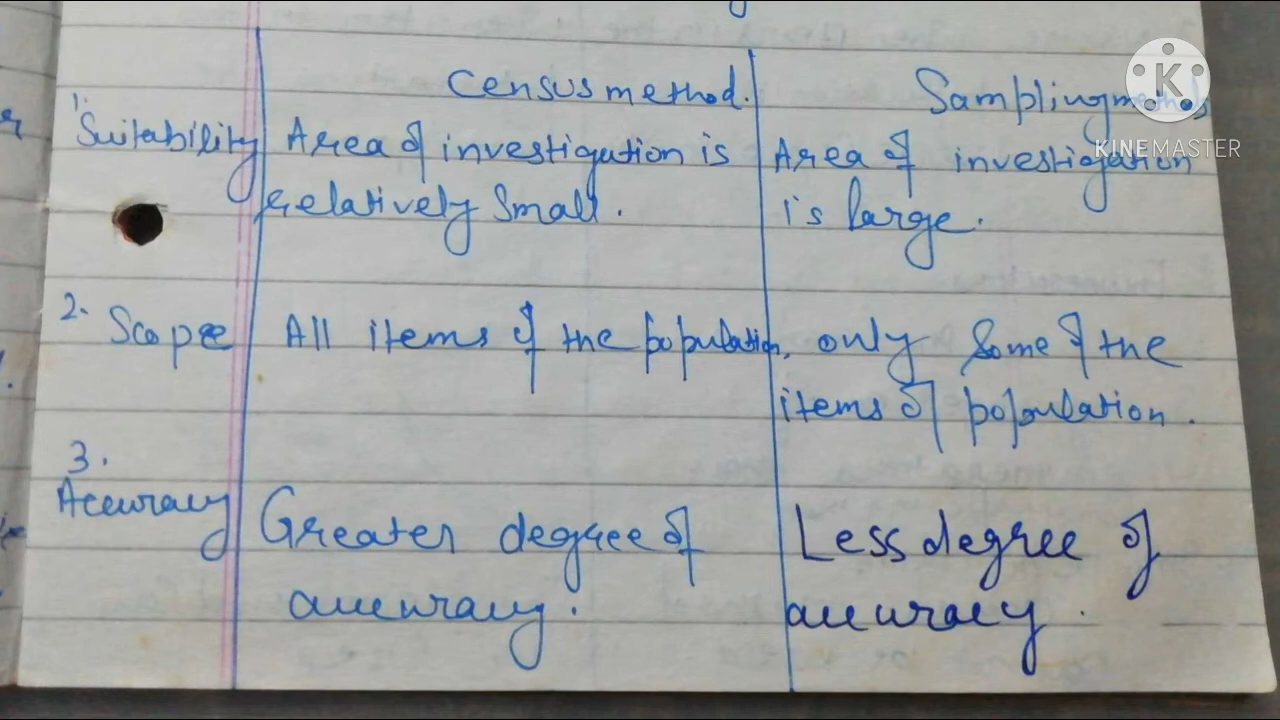 Census method. Sampling methods
1.
Suitability Area of investigation is Area of investigation
relatively small. is large.
2. Scope All items of the population, only some of the
items of population.
3.
Accuracy Greater degree of Less degree of
accuracy. accuracy.
K
KINEMASTER